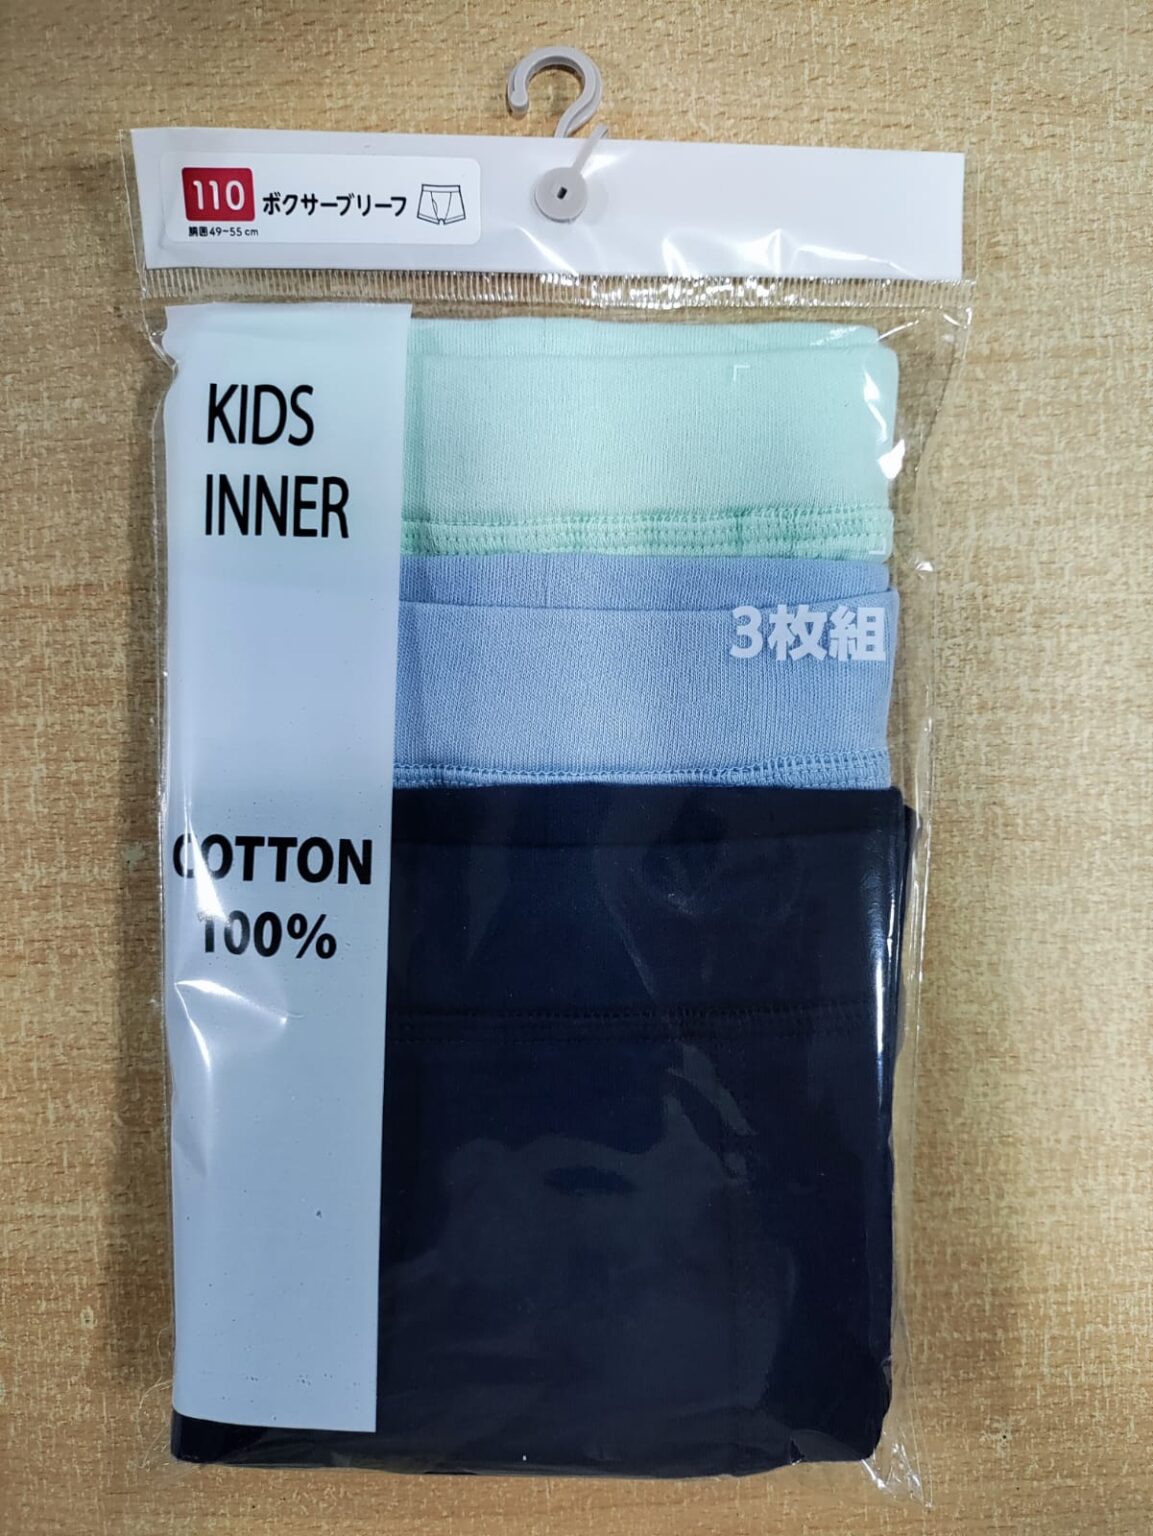 110 ボクサーブリーフ
胴囲49~55cm
KIDS
INNER
3枚組
COTTON
100%